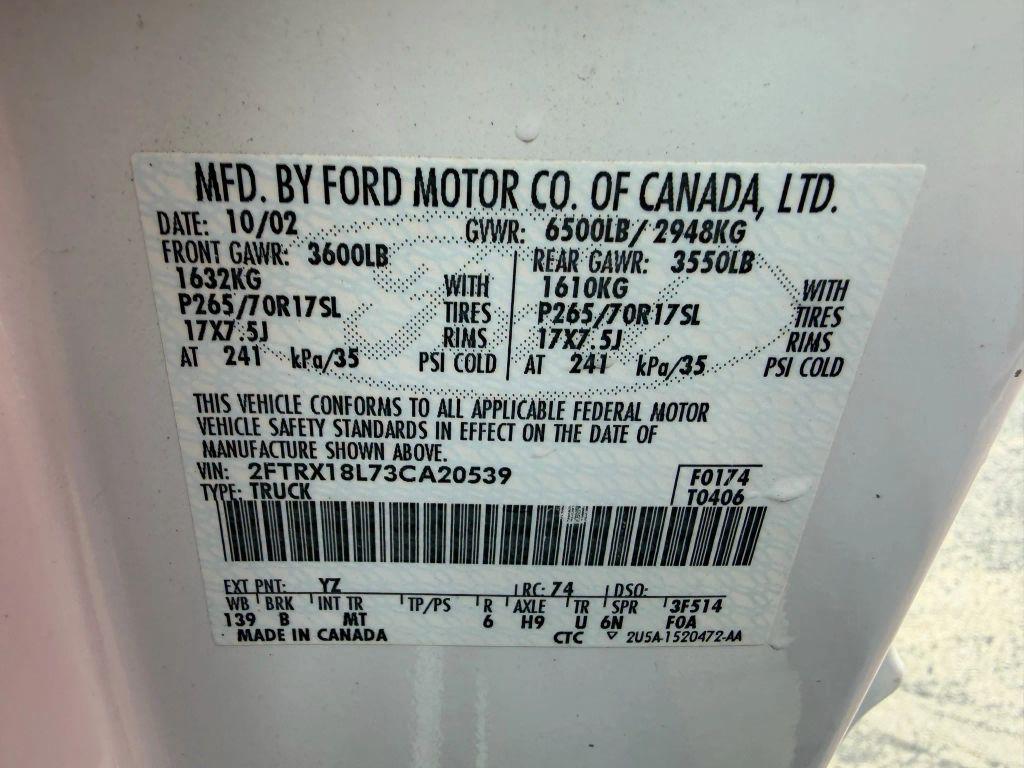 MFD. BY FORD MOTOR CO. OF CANADA, LTD.
DATE: 10/02 GVWR: 6500LB/ 2948KG
FRONT GAWR: 3600LB REAR GAWR: 3550LB
1632KG WITH 1610KG WITH
P265/70R17SL TIRES P265/70R17SL TIRES
17X7.5J RIMS 17X7.5J RIMS
AT 241 kPa/35 PSI COLD AT 241 kPa/35 PSI COLD
THIS VEHICLE CONFORMS TO ALL APPLICABLE FEDERAL MOTOR
VEHICLE SAFETY STANDARDS IN EFFECT ON THE DATE OF
MANUFACTURE SHOWN ABOVE.
VIN: 2FTRX18L73CA20539 F0174
TYPE: TRUCK T0406
EXT PNT: YZ RC: 74 DSO:
WB BRK INT TR TP/PS R AXLE TR SPR 3F514
139 B MT 6 H9 U 6N F0A
MADE IN CANADA CTC ▽ 2U5A-1520472-AA